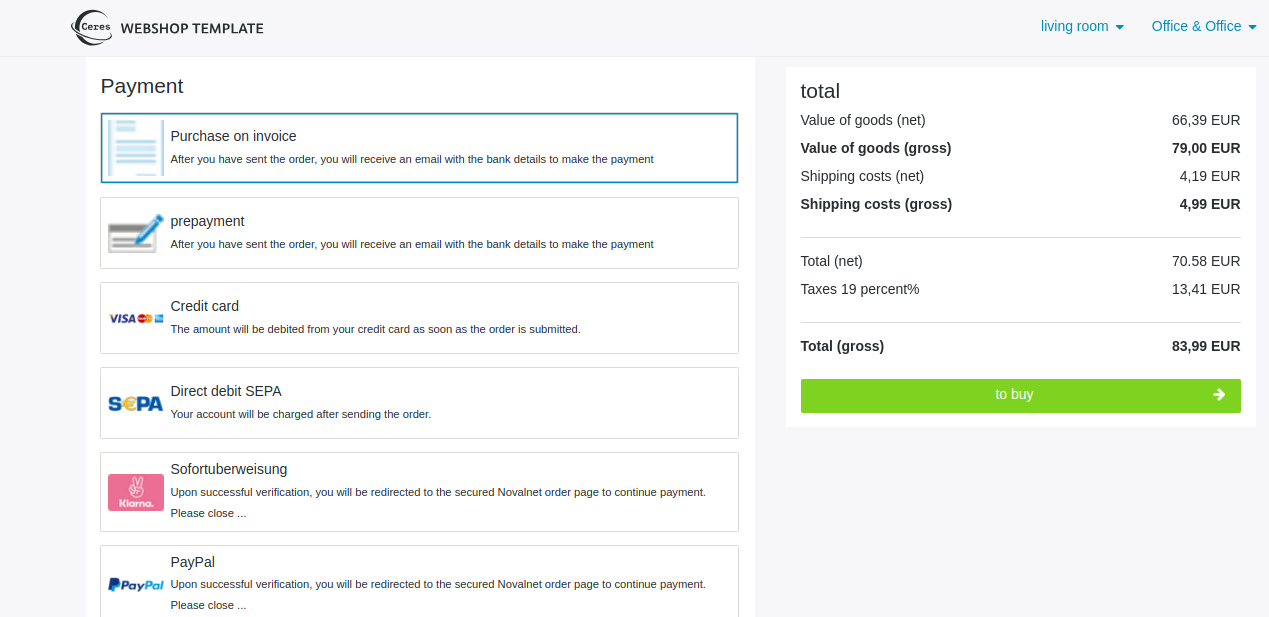 Ceres WEBSHOP TEMPLATE
living room
Office & Office
Payment
Purchase on invoice
After you have sent the order, you will receive an email with the bank details to make the payment
prepayment
After you have sent the order, you will receive an email with the bank details to make the payment
VISA
Credit card
The amount will be debited from your credit card as soon as the order is submitted.
S€PA
Direct debit SEPA
Your account will be charged after sending the order.
Klarna.
Sofortuberweisung
Upon successful verification, you will be redirected to the secured Novalnet order page to continue payment.
Please close ...
PayPal
PayPal
Upon successful verification, you will be redirected to the secured Novalnet order page to continue payment.
Please close ...
total
Value of goods (net) 66,39 EUR
Value of goods (gross) 79,00 EUR
Shipping costs (net) 4,19 EUR
Shipping costs (gross) 4,99 EUR
Total (net) 70.58 EUR
Taxes 19 percent% 13,41 EUR
Total (gross) 83,99 EUR
to buy